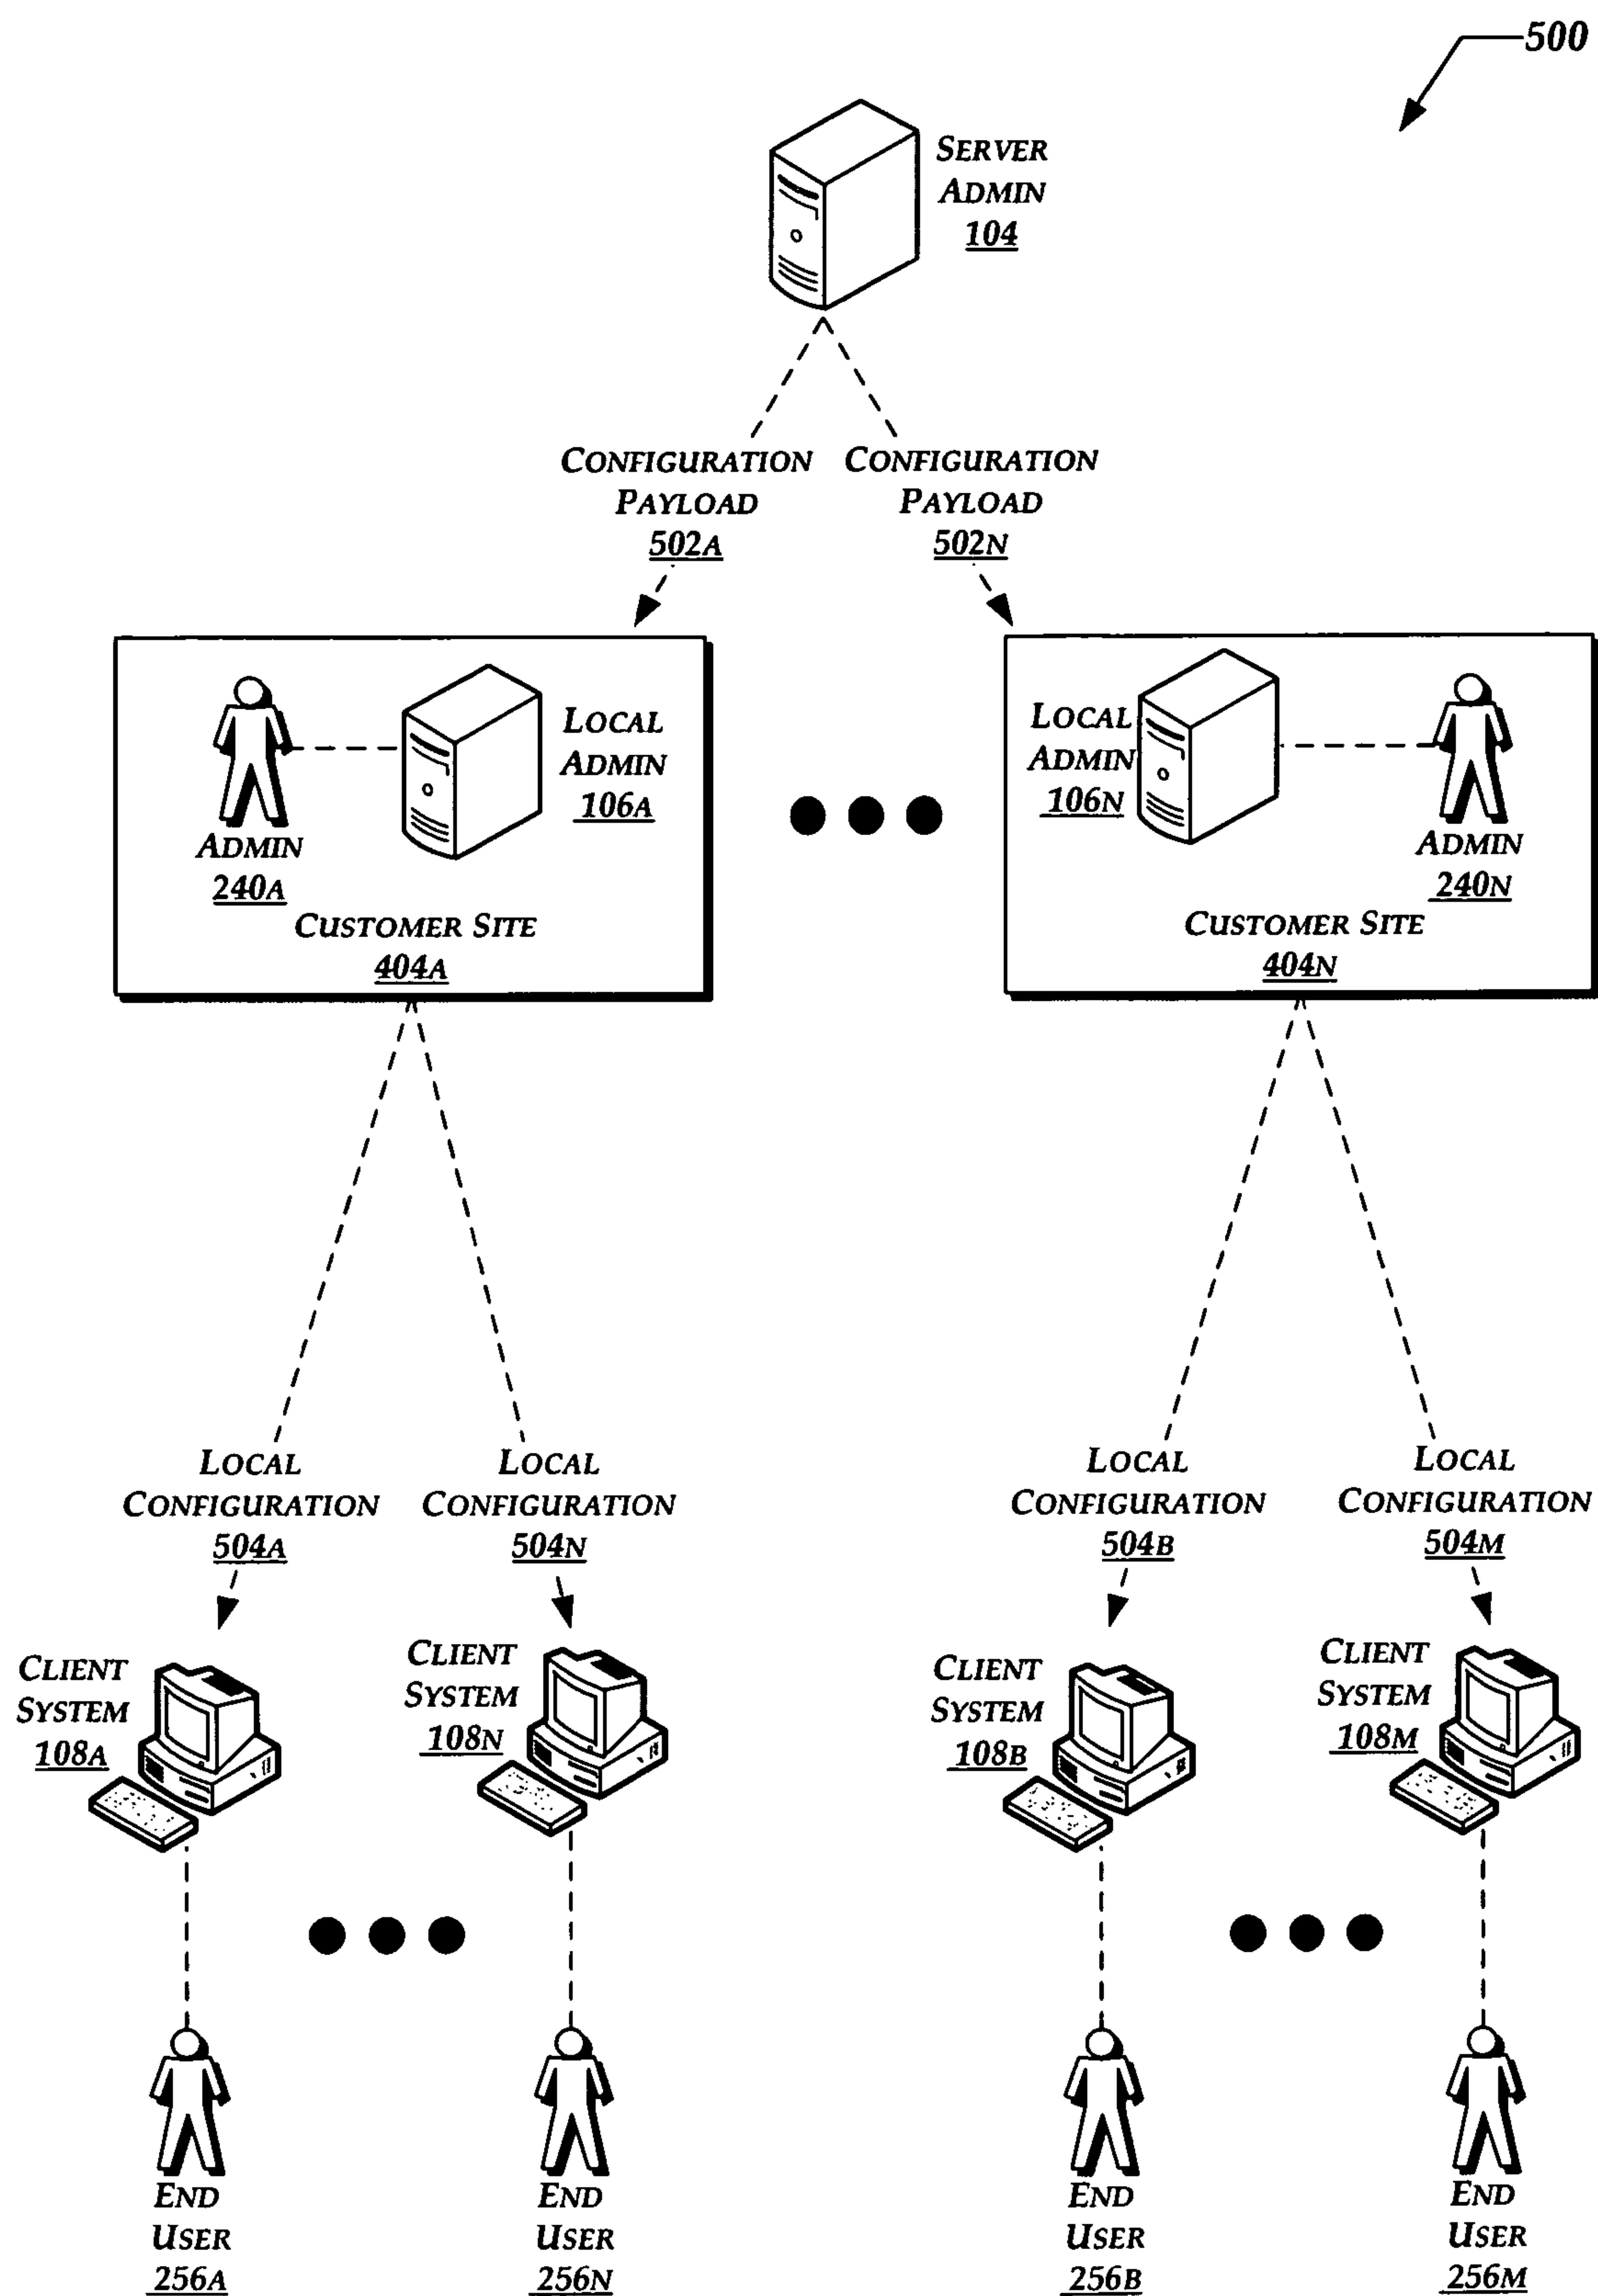 500
SERVER
ADMIN
104
CONFIGURATION
PAYLOAD
502A
CONFIGURATION
PAYLOAD
502N
LOCAL
ADMIN
106A
ADMIN
240A
CUSTOMER SITE
404A
LOCAL
ADMIN
106N
ADMIN
240N
CUSTOMER SITE
404N
LOCAL
CONFIGURATION
504A
LOCAL
CONFIGURATION
504N
LOCAL
CONFIGURATION
504B
LOCAL
CONFIGURATION
504M
CLIENT
SYSTEM
108A
CLIENT
SYSTEM
108N
CLIENT
SYSTEM
108B
CLIENT
SYSTEM
108M
END
USER
256A
END
USER
256N
END
USER
256B
END
USER
256M